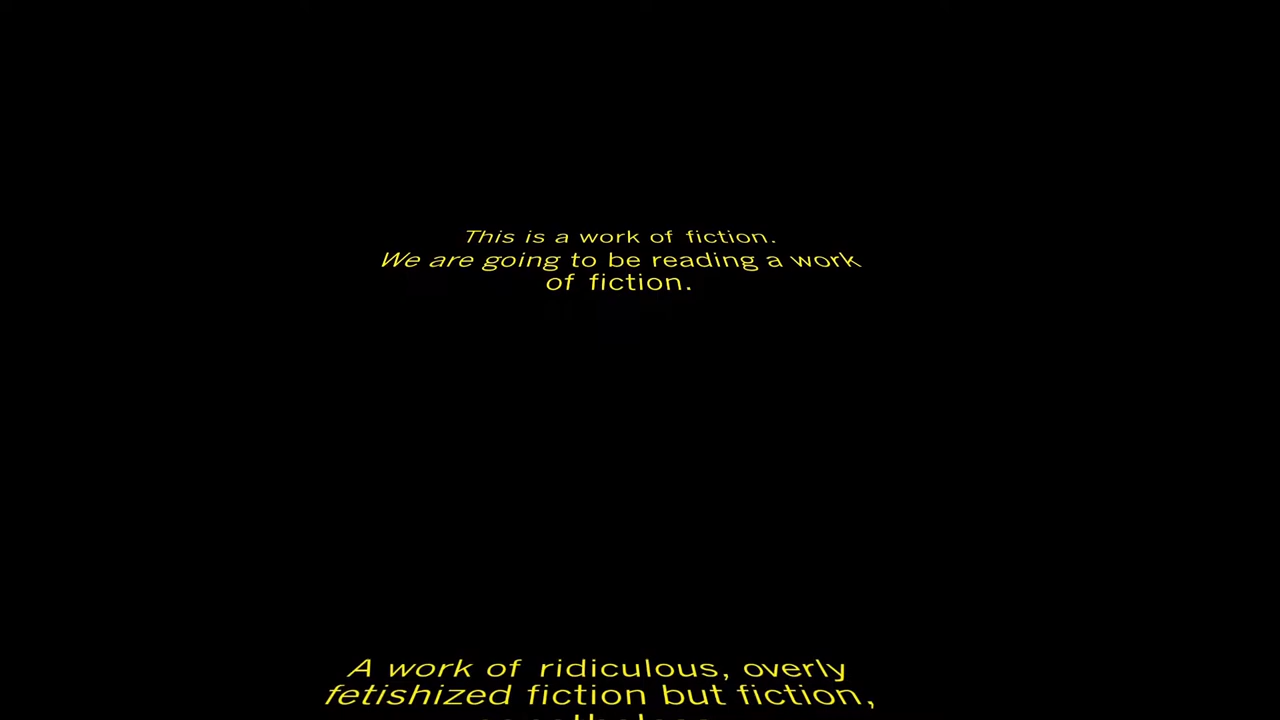 This is a work of fiction.
We are going to be reading a work
of fiction.
A work of ridiculous, overly
fetishized fiction but fiction,
nonetheless.